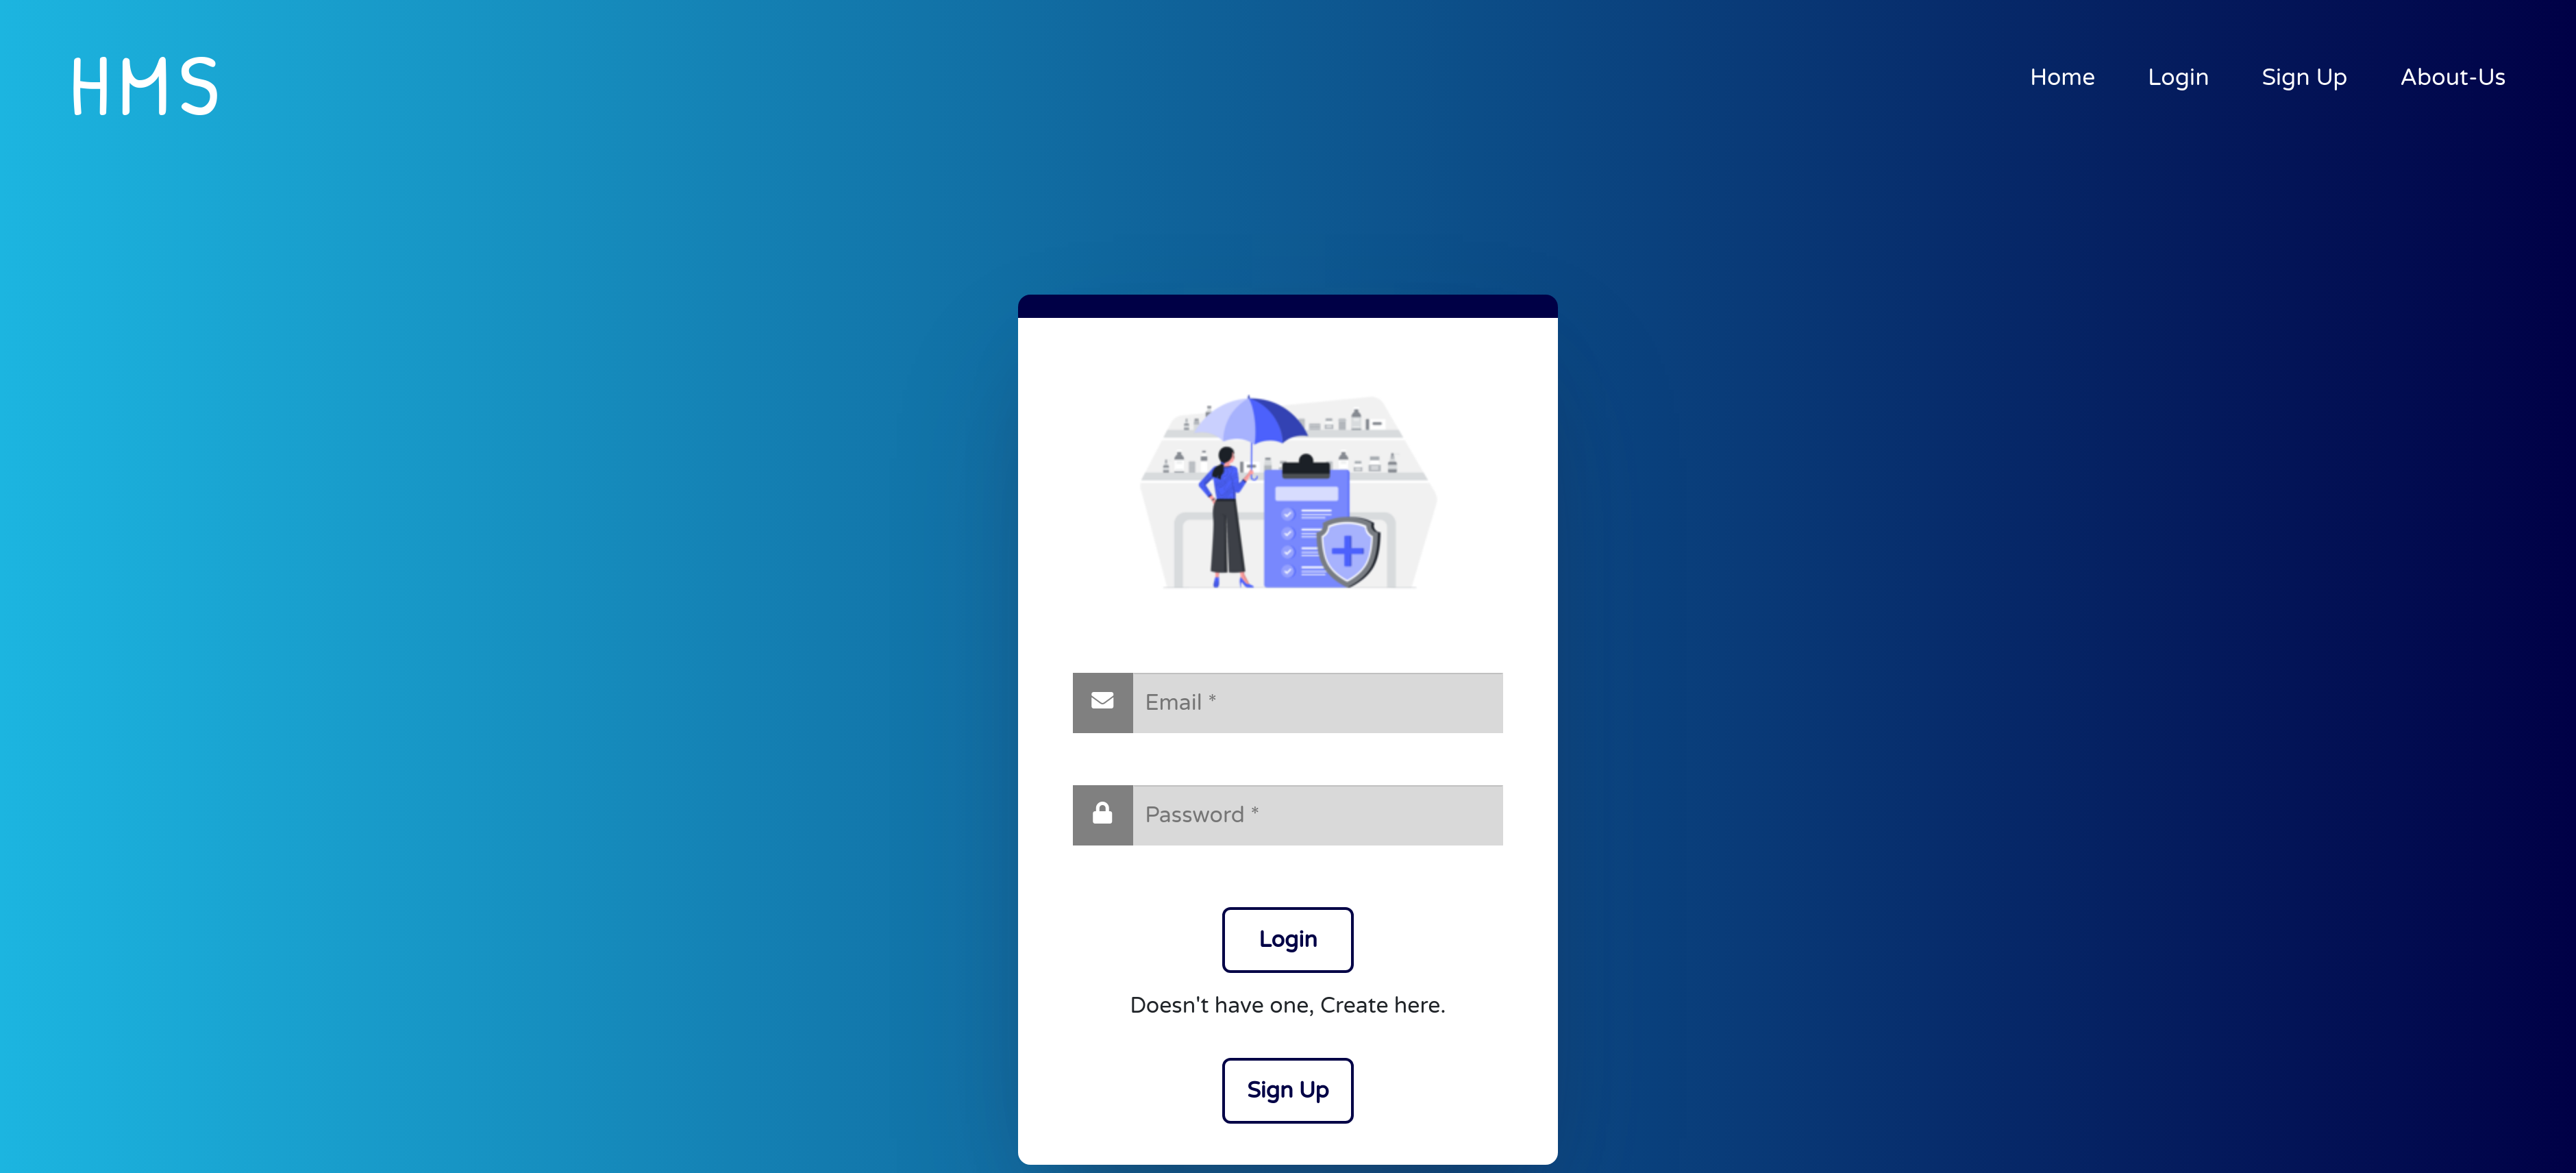 HMS
Home Login Sign Up About-Us
Email *
Password *
Login
Doesn't have one, Create here.
Sign Up